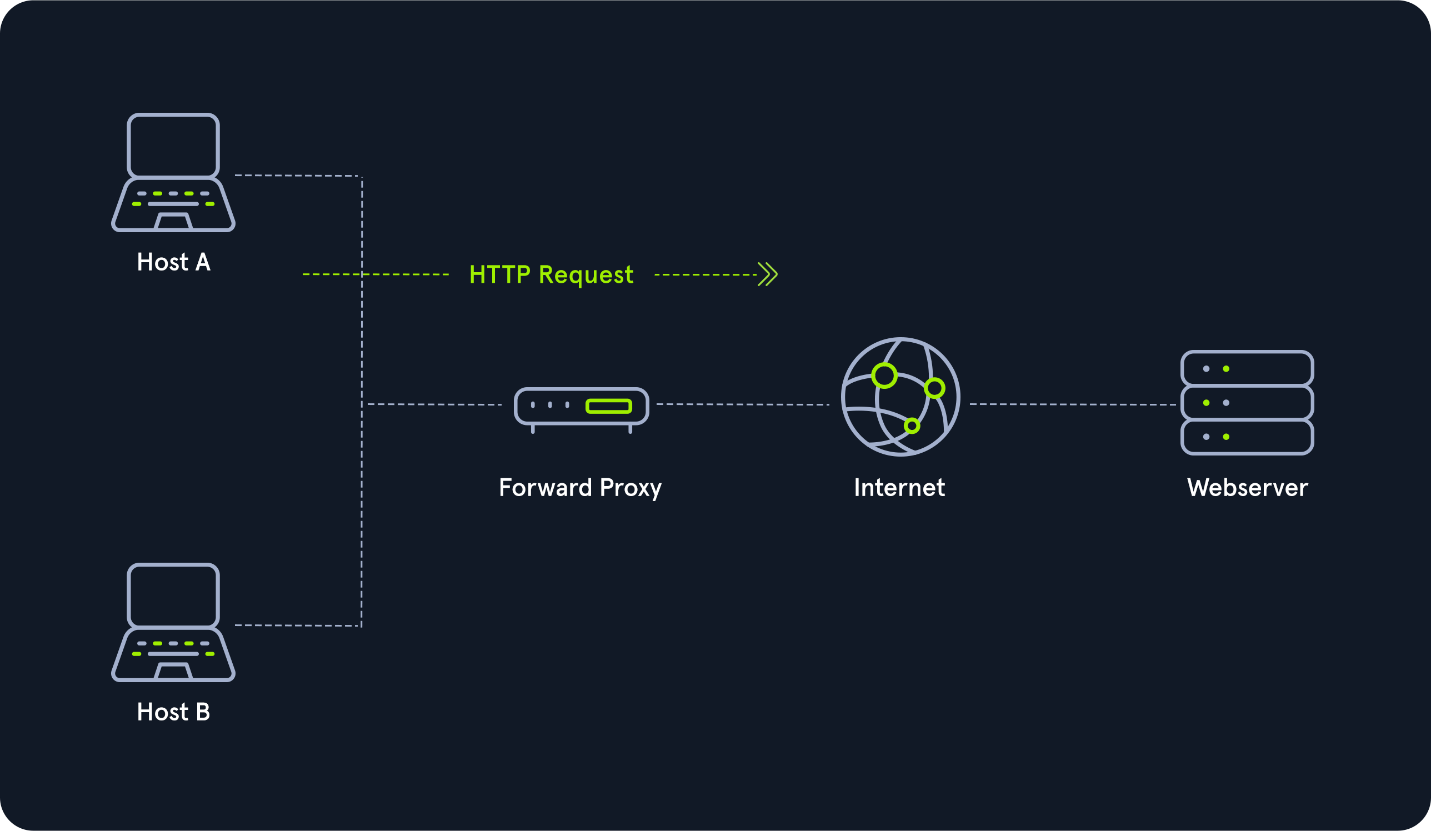 Host A
HTTP Request
Forward Proxy
Internet
Webserver
Host B